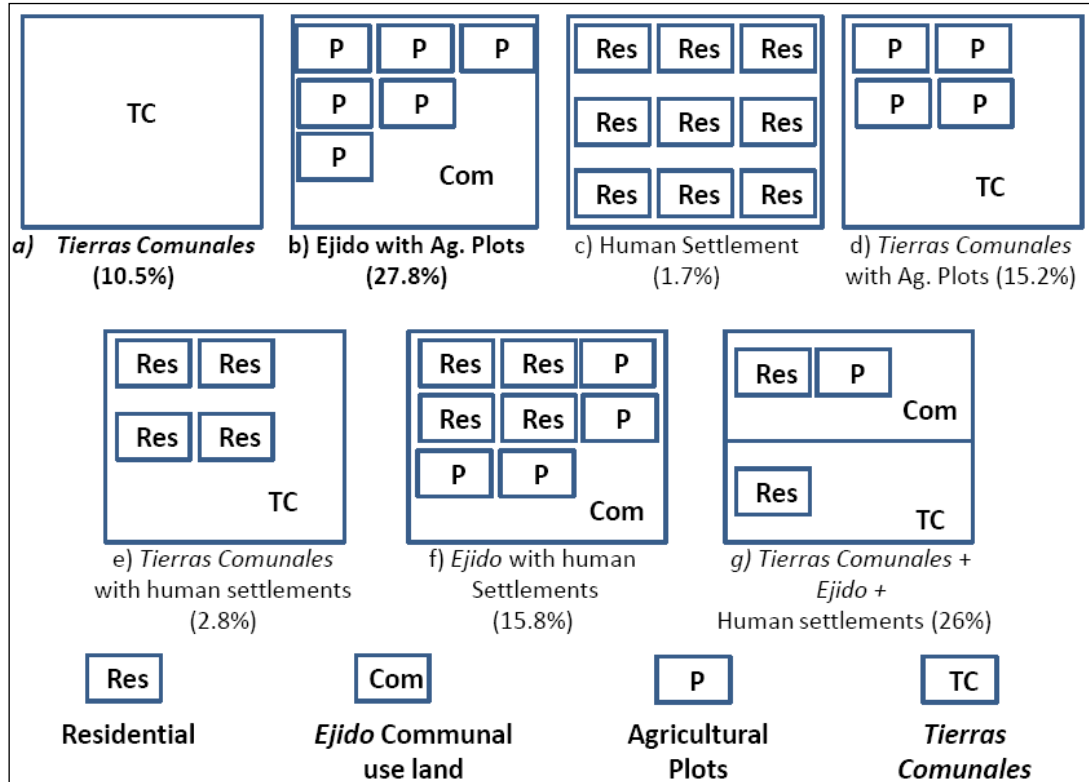 TC
P P P
P P
P
Com
Res Res Res
Res Res Res
Res Res Res
P P
P P
TC
a) Tierras Comunales
(10.5%)
b) Ejido with Ag. Plots
(27.8%)
c) Human Settlement
(1.7%)
d) Tierras Comunales
with Ag. Plots (15.2%)
Res Res
Res Res
TC
Res Res P
Res Res P
P P
Com
Res P
Com
Res
TC
e) Tierras Comunales
with human settlements
(2.8%)
f) Ejido with human
Settlements
(15.8%)
g) Tierras Comunales +
Ejido +
Human settlements (26%)
Res
Residential
Com
Ejido Communal
use land
P
Agricultural
Plots
TC
Tierras
Comunales